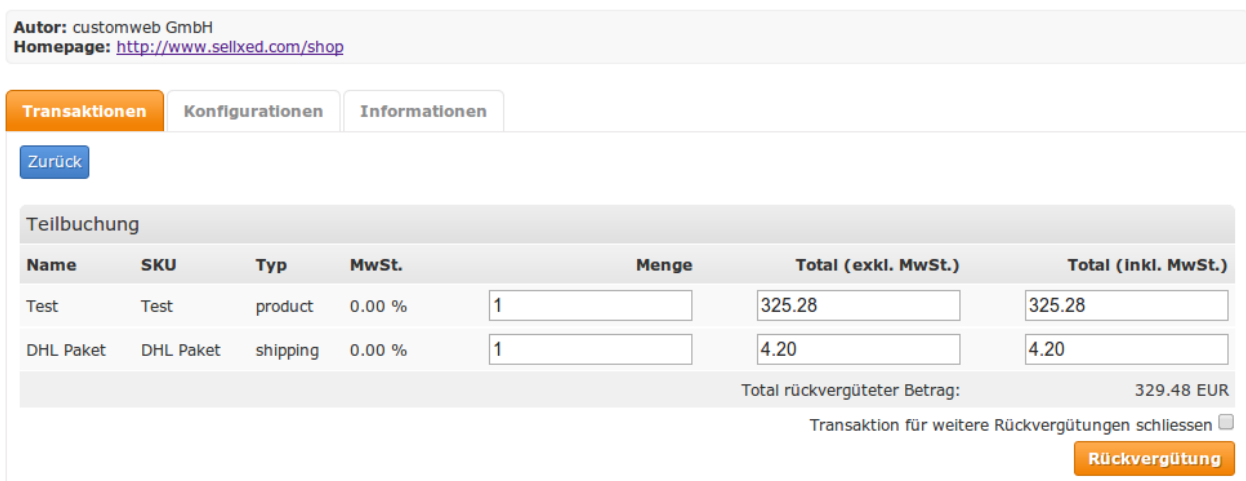 Autor: customweb GmbH
Homepage: http://www.sellxed.com/shop
Transaktionen Konfigurationen Informationen
Zurück
Teilbuchung
Name SKU Typ MwSt. Menge Total (exkl. MwSt.) Total (inkl. MwSt.)
Test Test product 0.00 % 1 325.28 325.28
DHL Paket DHL Paket shipping 0.00 % 1 4.20 4.20
Total rückvergüteter Betrag: 329.48 EUR
Transaktion für weitere Rückvergütungen schliessen
Rückvergütung